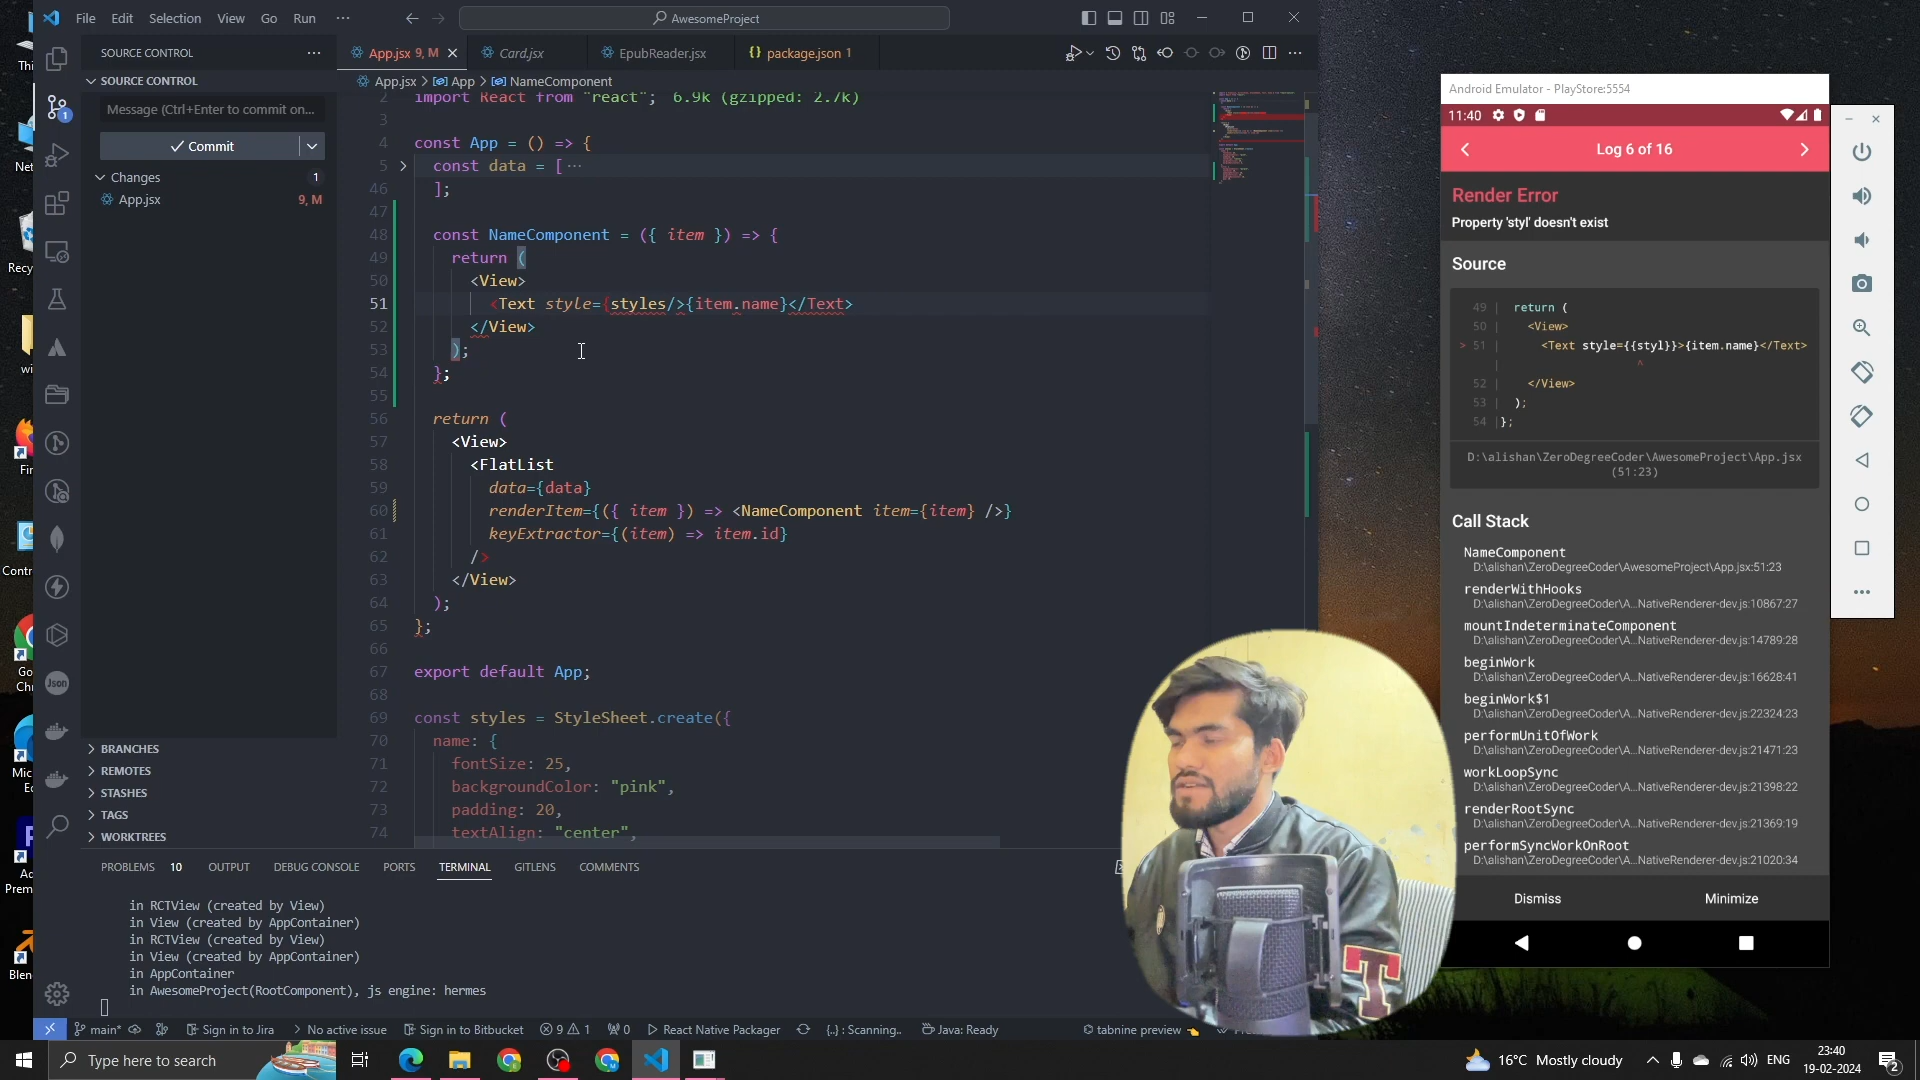 File Edit Selection View Go Run ···
AwesomeProject
SOURCE CONTROL
SOURCE CONTROL
Message (Ctrl+Enter to commit on...
Commit
Changes 1
App.jsx 9, M
BRANCHES
REMOTES
STASHES
TAGS
WORKTREES
App.jsx 9, M
Card.jsx
EpubReader.jsx
package.json 1
App.jsx > App > NameComponent
2 import React from "react"; 6.9k (gzipped: 2.7k)
3
4 const App = () => {
5 const data = [ ···
46 ];
47
48 const NameComponent = ({ item }) => {
49 return (
50 <View>
51 <Text style={styles/>{item.name}</Text>
52 </View>
53 );
54 };
55
56 return (
57 <View>
58 <FlatList
59 data={data}
60 renderItem={({ item }) => <NameComponent item={item} />}
61 keyExtractor={(item) => item.id}
62 />
63 </View>
64 );
65 };
66
67 export default App;
68
69 const styles = StyleSheet.create({
70 name: {
71 fontSize: 25,
72 backgroundColor: "pink",
73 padding: 20,
74 textAlign: "center",
PROBLEMS 10 OUTPUT DEBUG CONSOLE PORTS TERMINAL GITLENS COMMENTS
in RCTView (created by View)
in View (created by AppContainer)
in RCTView (created by View)
in View (created by AppContainer)
in AppContainer
in AwesomeProject(RootComponent), js engine: hermes
main* Sign in to Jira No active issue Sign in to Bitbucket 9 1 0 React Native Packager {..} : Scanning.. Java: Ready tabnine preview
Android Emulator - PlayStore:5554
11:40
Log 6 of 16
Render Error
Property 'styl' doesn't exist
Source
49 | return (
50 | <View>
> 51 | <Text style={{styl}}>{item.name}</Text>
| ^
52 | </View>
53 | );
54 | };
D:\alishan\ZeroDegreeCoder\AwesomeProject\App.jsx
(51:23)
Call Stack
NameComponent
D:\alishan\ZeroDegreeCoder\AwesomeProject\App.jsx:51:23
renderWithHooks
D:\alishan\ZeroDegreeCoder\A...NativeRenderer-dev.js:10867:27
mountIndeterminateComponent
D:\alishan\ZeroDegreeCoder\A...NativeRenderer-dev.js:14789:28
beginWork
D:\alishan\ZeroDegreeCoder\A...NativeRenderer-dev.js:16628:41
beginWork$1
D:\alishan\ZeroDegreeCoder\A...NativeRenderer-dev.js:22324:23
performUnitOfWork
D:\alishan\ZeroDegreeCoder\A...NativeRenderer-dev.js:21471:23
workLoopSync
D:\alishan\ZeroDegreeCoder\A...NativeRenderer-dev.js:21398:22
renderRootSync
D:\alishan\ZeroDegreeCoder\A...NativeRenderer-dev.js:21369:19
performSyncWorkOnRoot
D:\alishan\ZeroDegreeCoder\A...NativeRenderer-dev.js:21020:34
Dismiss Minimize
T
Type here to search
16°C Mostly cloudy
ENG
23:40
19-02-2024
2